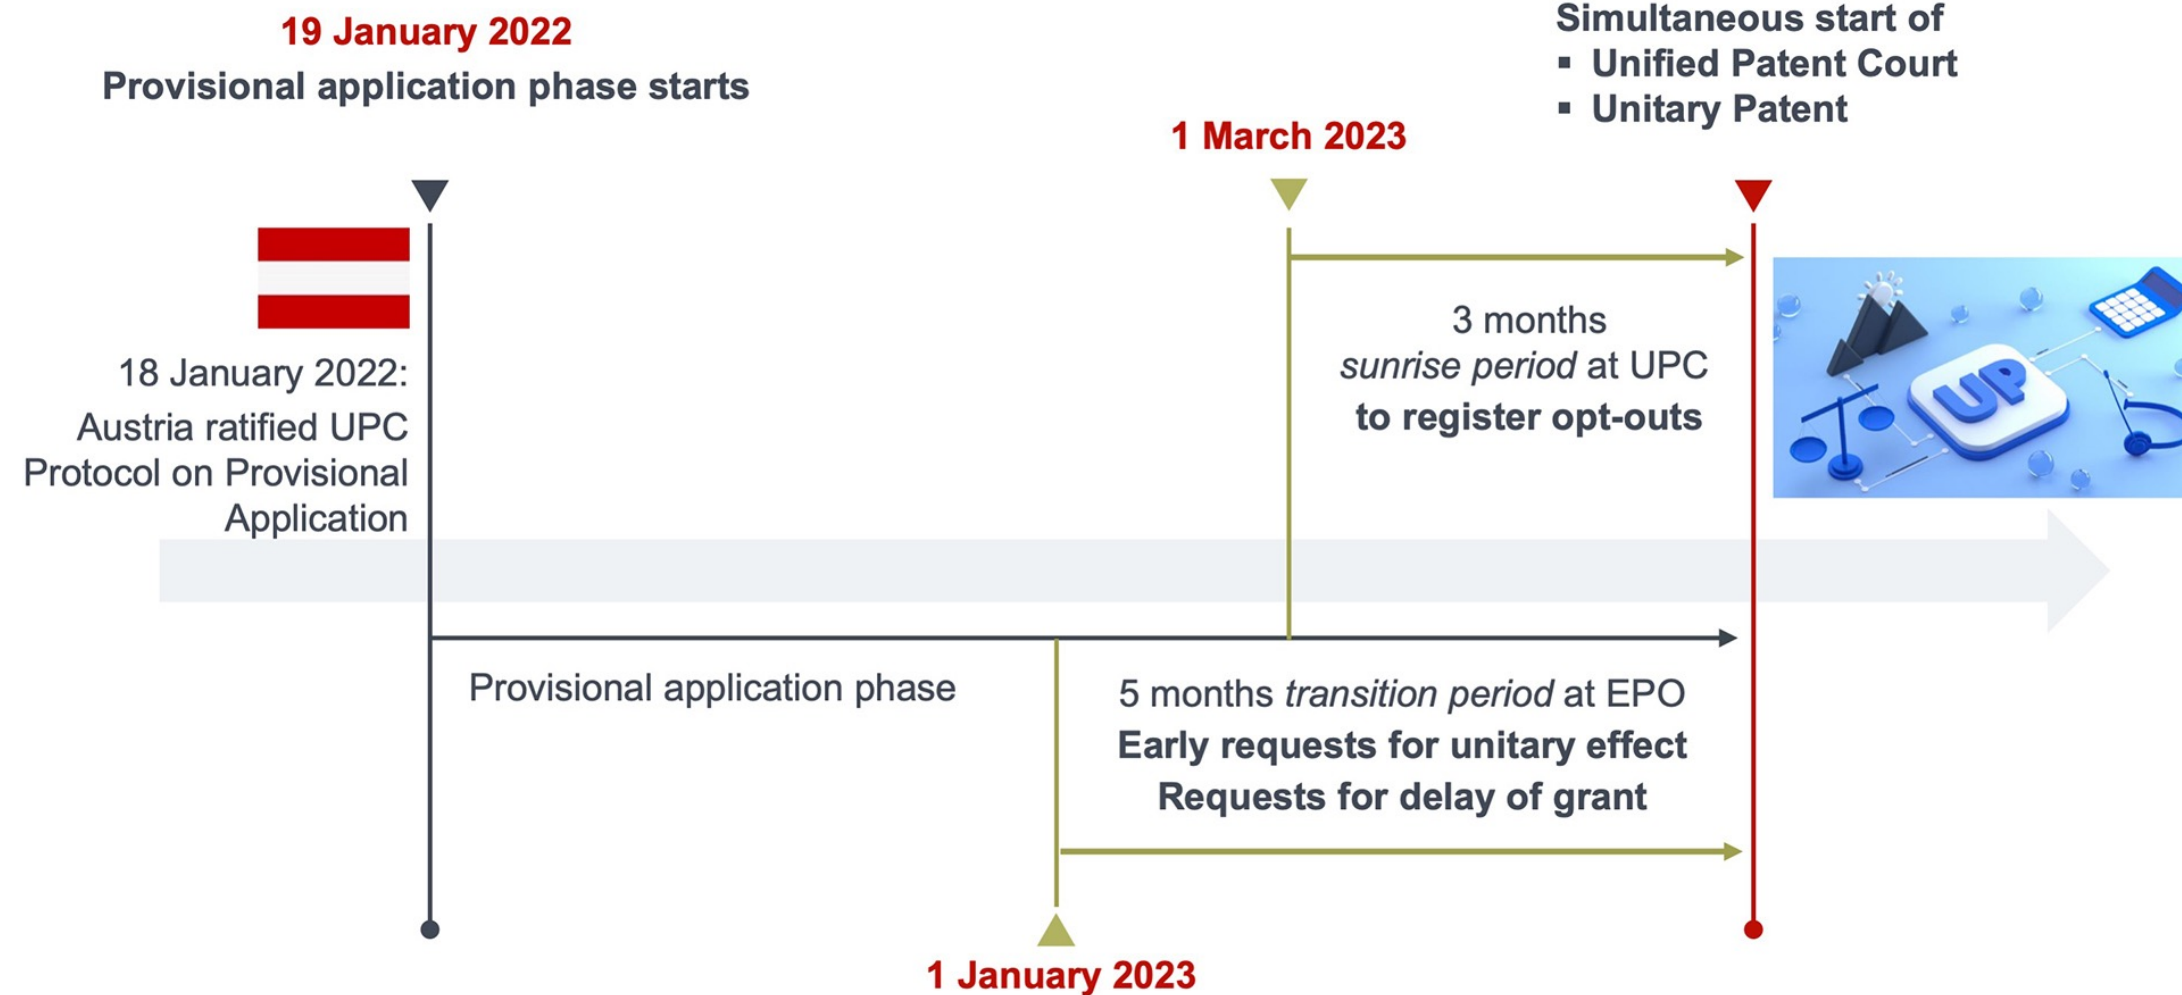 19 January 2022
Provisional application phase starts
Simultaneous start of
▪ Unified Patent Court
▪ Unitary Patent
1 March 2023
18 January 2022:
Austria ratified UPC
Protocol on Provisional
Application
3 months
sunrise period at UPC
to register opt-outs
UP
Provisional application phase
5 months transition period at EPO
Early requests for unitary effect
Requests for delay of grant
1 January 2023